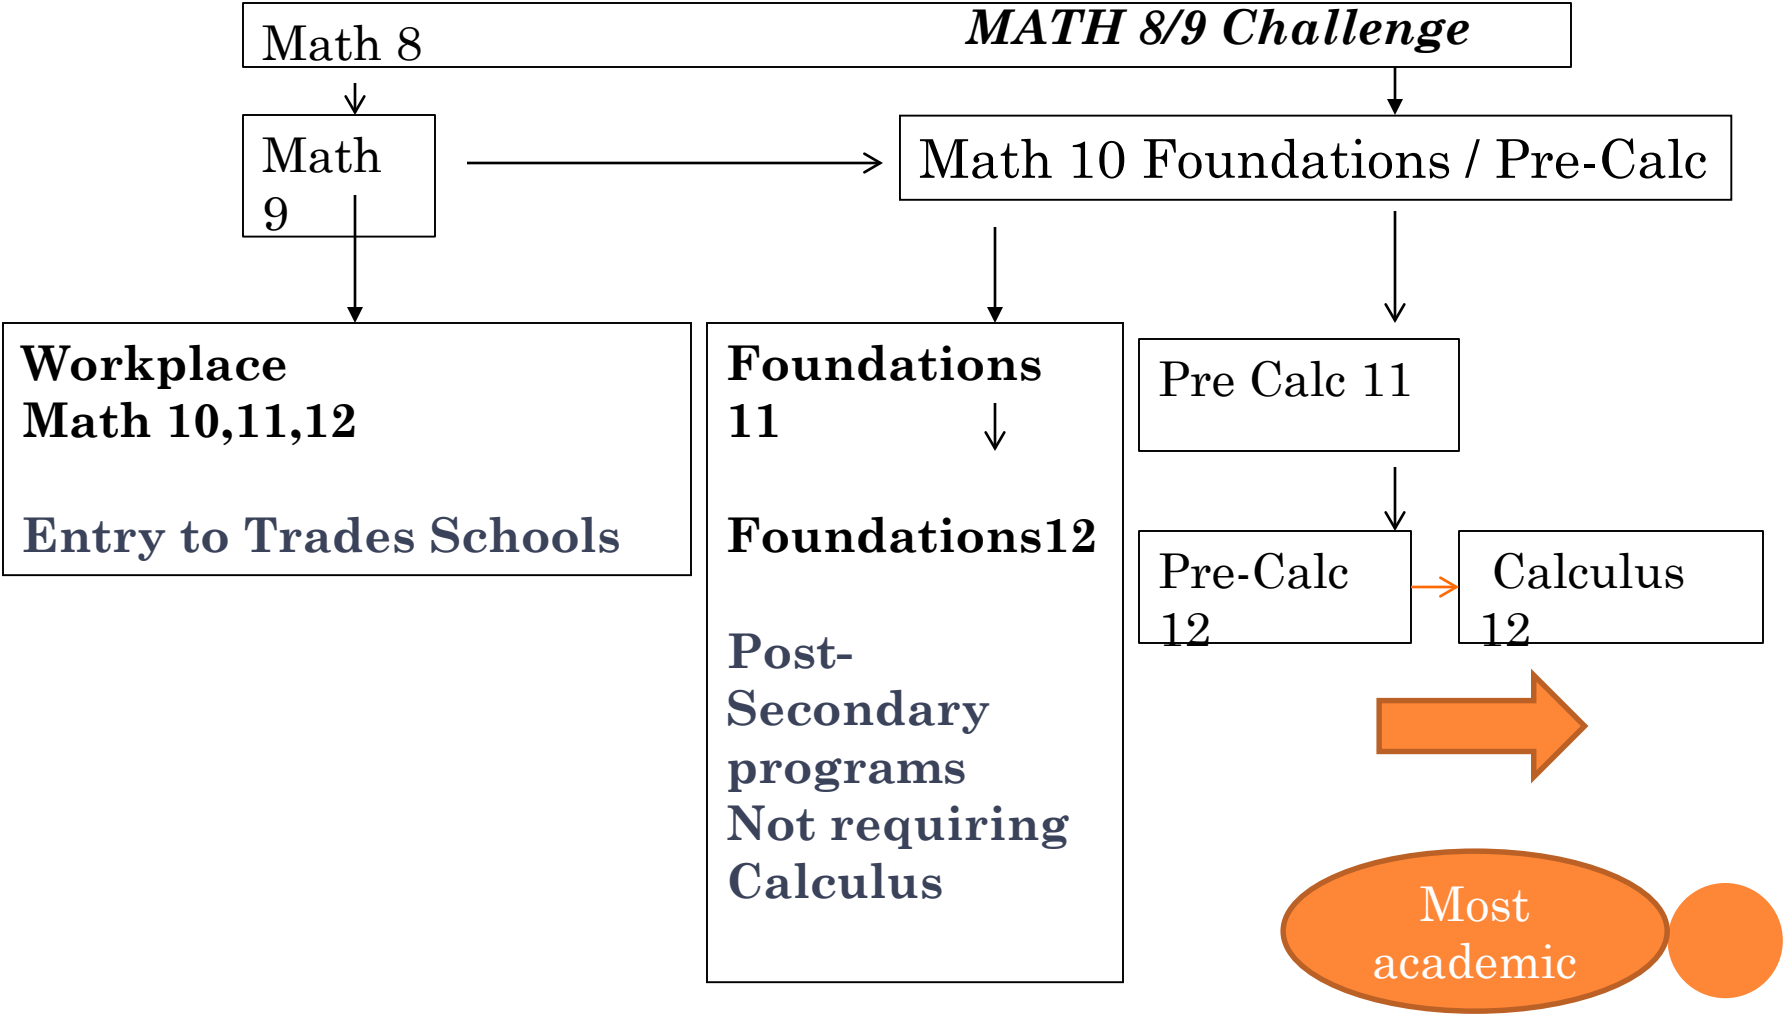 Math 8
MATH 8/9 Challenge
Math
9
Math 10 Foundations / Pre-Calc
Workplace
Math 10,11,12
Entry to Trades Schools
Foundations
11
Foundations12
Post-
Secondary
programs
Not requiring
Calculus
Pre Calc 11
Pre-Calc
12
Calculus
12
Most
academic